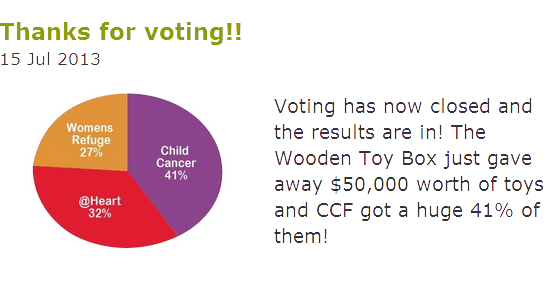 Thanks for voting!!
15 Jul 2013
Womens
Refuge
27%
Child
Cancer
41%
@Heart
32%
Voting has now closed and
the results are in! The
Wooden Toy Box just gave
away $50,000 worth of toys
and CCF got a huge 41% of
them!